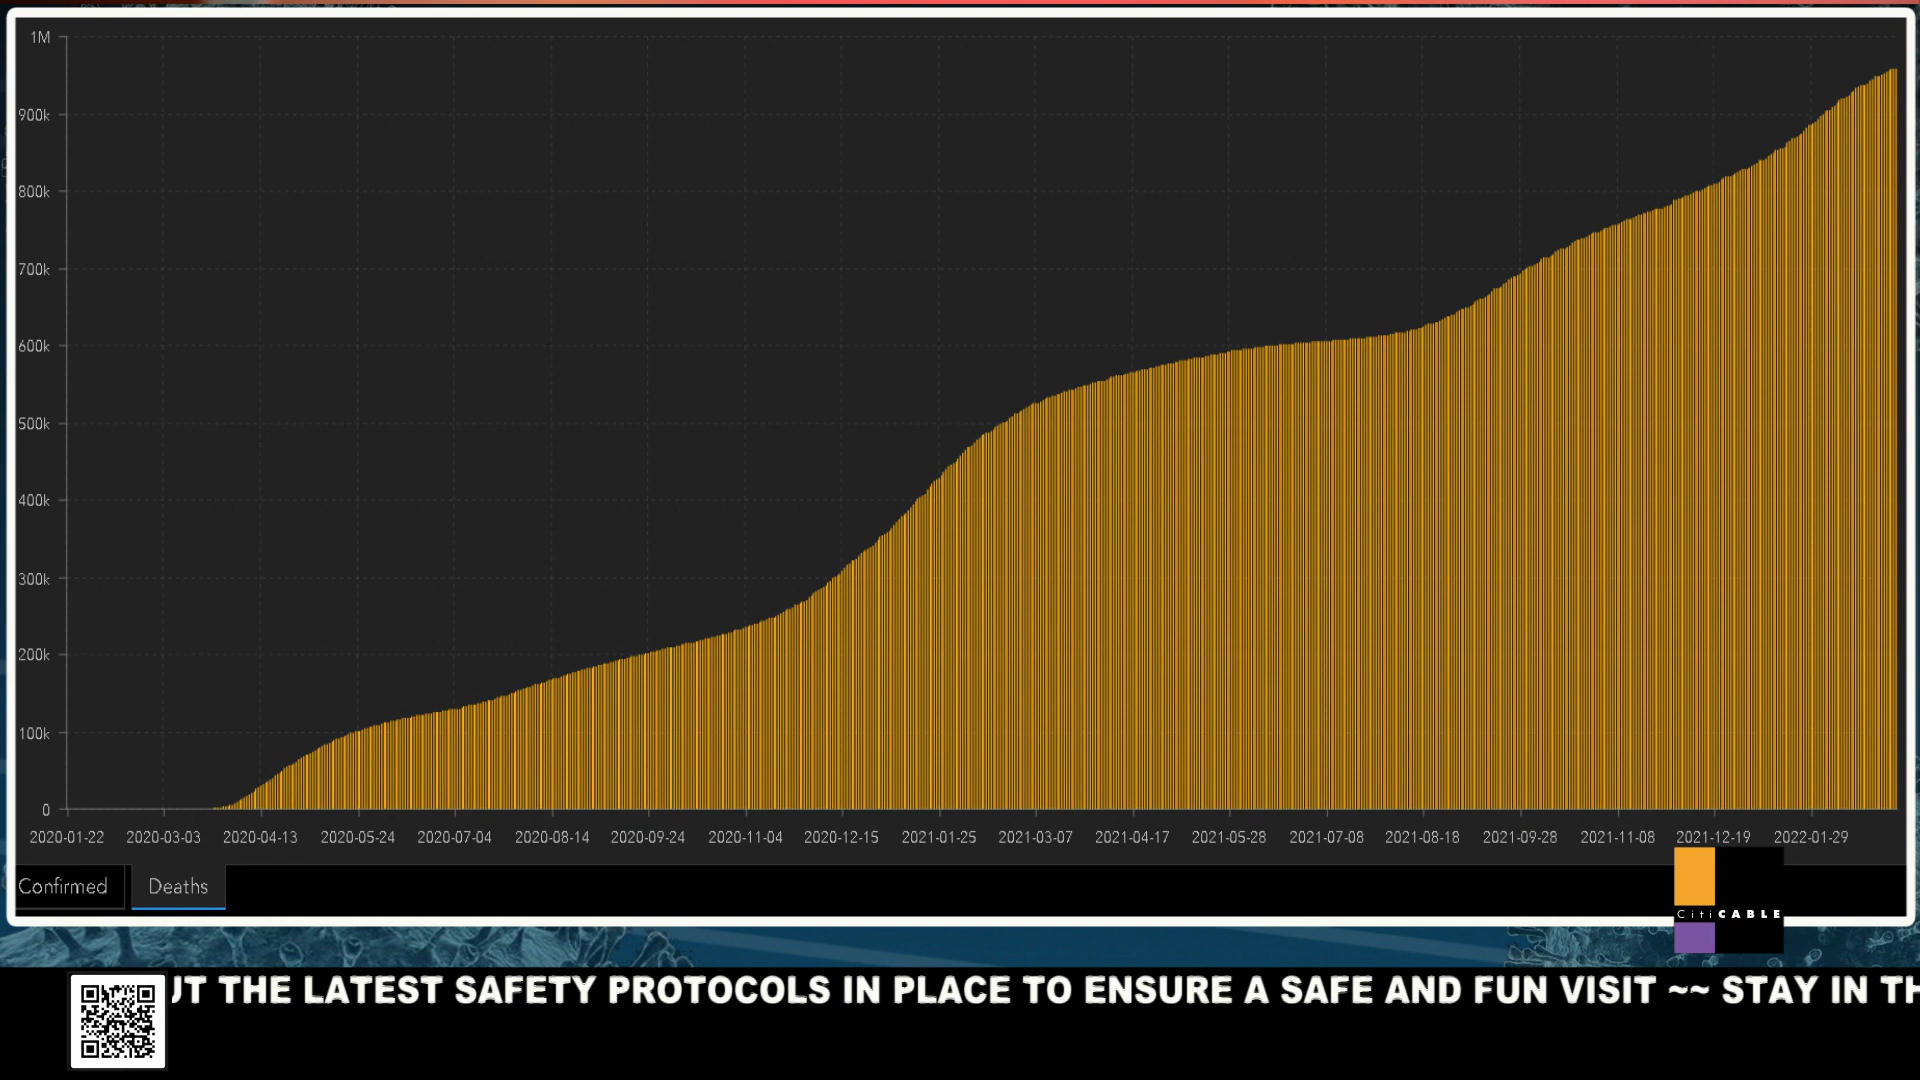 1M
900k
800k
700k
600k
500k
400k
300k
200k
100k
0
2020-01-22 2020-03-03 2020-04-13 2020-05-24 2020-07-04 2020-08-14 2020-09-24 2020-11-04 2020-12-15 2021-01-25 2021-03-07 2021-04-17 2021-05-28 2021-07-08 2021-08-18 2021-09-28 2021-11-08 2021-12-19 2022-01-29
Confirmed Deaths
CitiCABLE
UT THE LATEST SAFETY PROTOCOLS IN PLACE TO ENSURE A SAFE AND FUN VISIT ~~ STAY IN TH